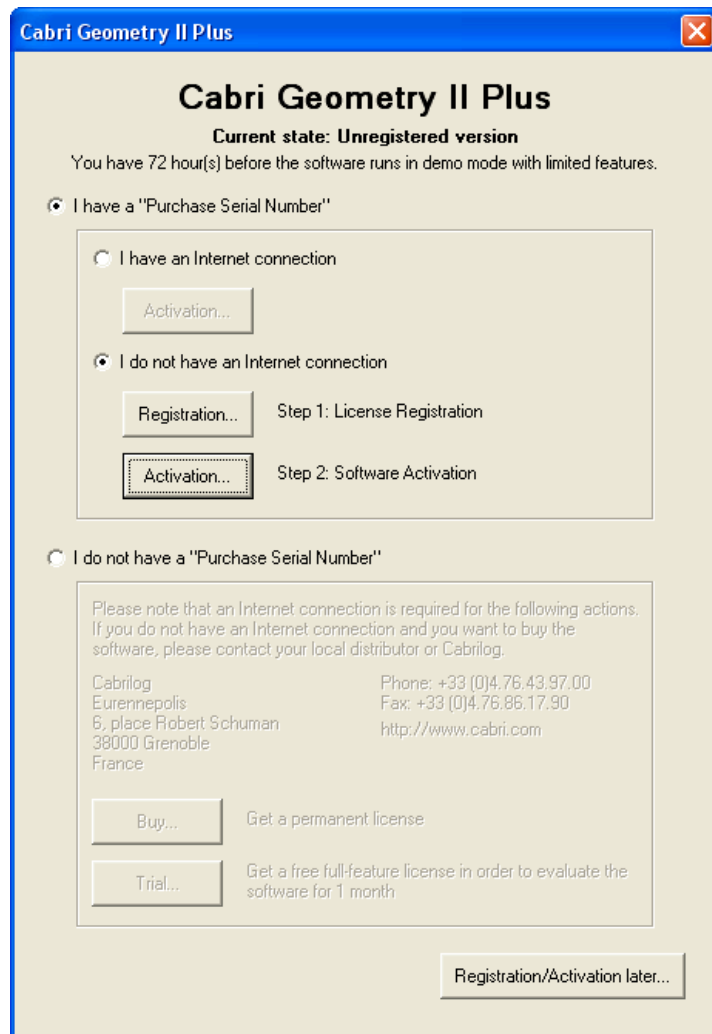 Cabri Geometry II Plus
Cabri Geometry II Plus
Current state: Unregistered version
You have 72 hour(s) before the software runs in demo mode with limited features.
I have a "Purchase Serial Number"
I have an Internet connection
Activation...
I do not have an Internet connection
Registration... Step 1: License Registration
Activation... Step 2: Software Activation
I do not have a "Purchase Serial Number"
Please note that an Internet connection is required for the following actions.
If you do not have an Internet connection and you want to buy the
software, please contact your local distributor or Cabrilog.
Cabrilog
Eurennepolis
6, place Robert Schuman
38000 Grenoble
France
Phone: +33 (0)4.76.43.97.00
Fax: +33 (0)4.76.86.17.90
http://www.cabri.com
Buy... Get a permanent license
Trial... Get a free full-feature license in order to evaluate the
software for 1 month
Registration/Activation later...